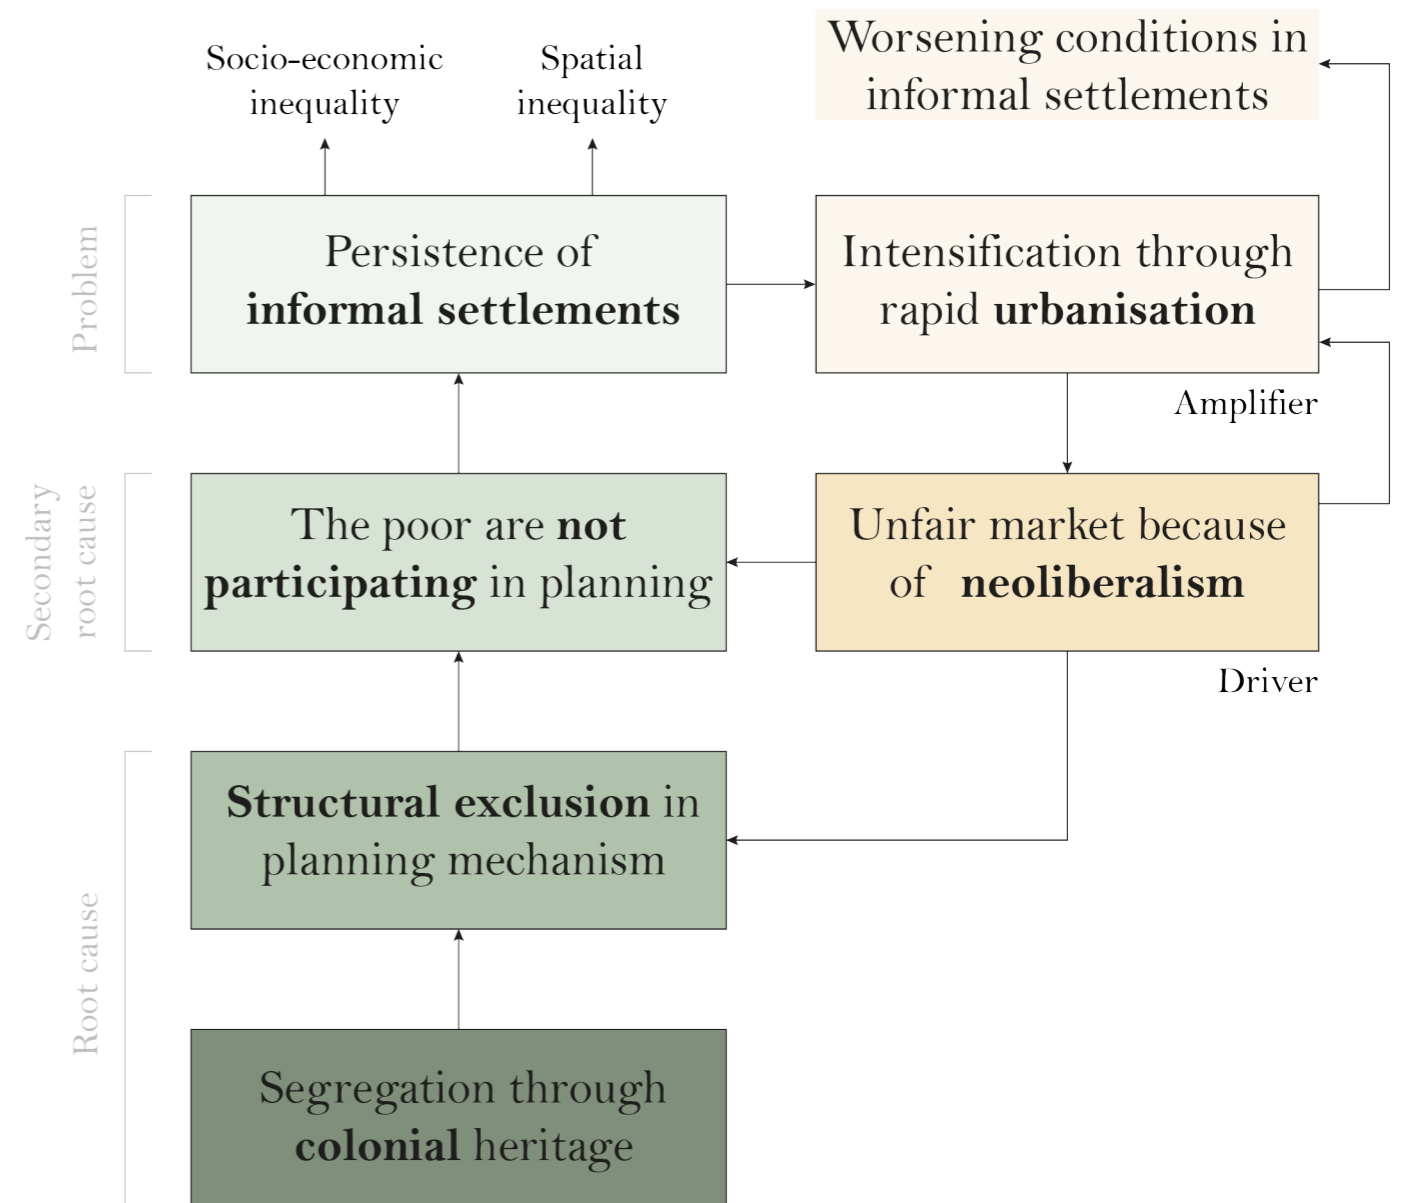 Socio-economic
inequality
Spatial
inequality
Worsening conditions in
informal settlements
Problem
Persistence of
informal settlements
Intensification through
rapid urbanisation
Amplifier
Secondary
root cause
The poor are not
participating in planning
Unfair market because
of neoliberalism
Driver
Root cause
Structural exclusion in
planning mechanism
Segregation through
colonial heritage